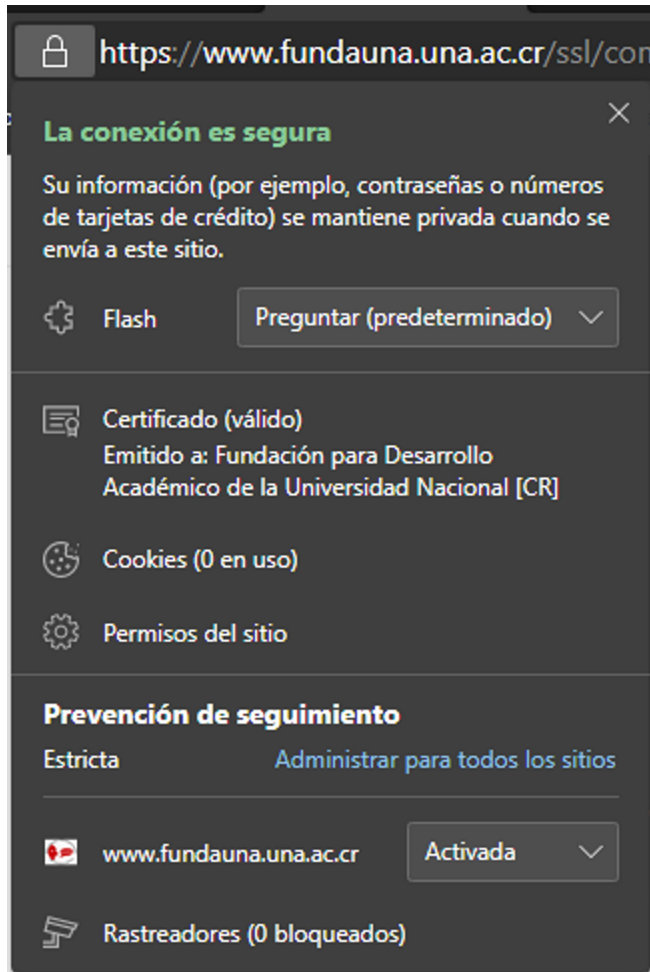 https://www.fundauna.una.ac.cr/ssl/con
La conexión es segura
Su información (por ejemplo, contraseñas o números
de tarjetas de crédito) se mantiene privada cuando se
envía a este sitio.
Flash
Preguntar (predeterminado)
Certificado (válido)
Emitido a: Fundación para Desarrollo
Académico de la Universidad Nacional [CR]
Cookies (0 en uso)
Permisos del sitio
Prevención de seguimiento
Estricta
Administrar para todos los sitios
www.fundauna.una.ac.cr
Activada
Rastreadores (0 bloqueados)